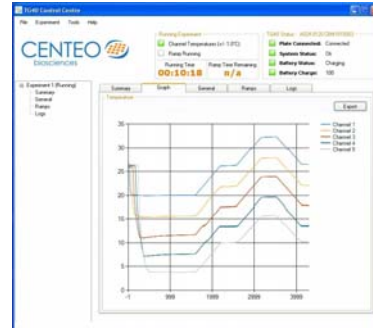 TG40 Control Centre
File Experiment Tools Help
CENTEO
biosciences
Running Experiment
Channel Temperatures (+/- 1.0°C)
Ramp Running
Running Time
Ramp Time Remaining
00:10:18
n/a
TG40 Status
Plate Connected: Connected
System Status: On
Battery Status: Charging
Battery Charge: 100
Experiment 1 (Running)
Summary
General
Ramps
Logs
Summary Graph General Ramps Logs
Temperature
Export
Channel 1
Channel 2
Channel 3
Channel 4
Channel 5
35
30
25
20
15
10
5
0
-1 999 1999 2999 3999